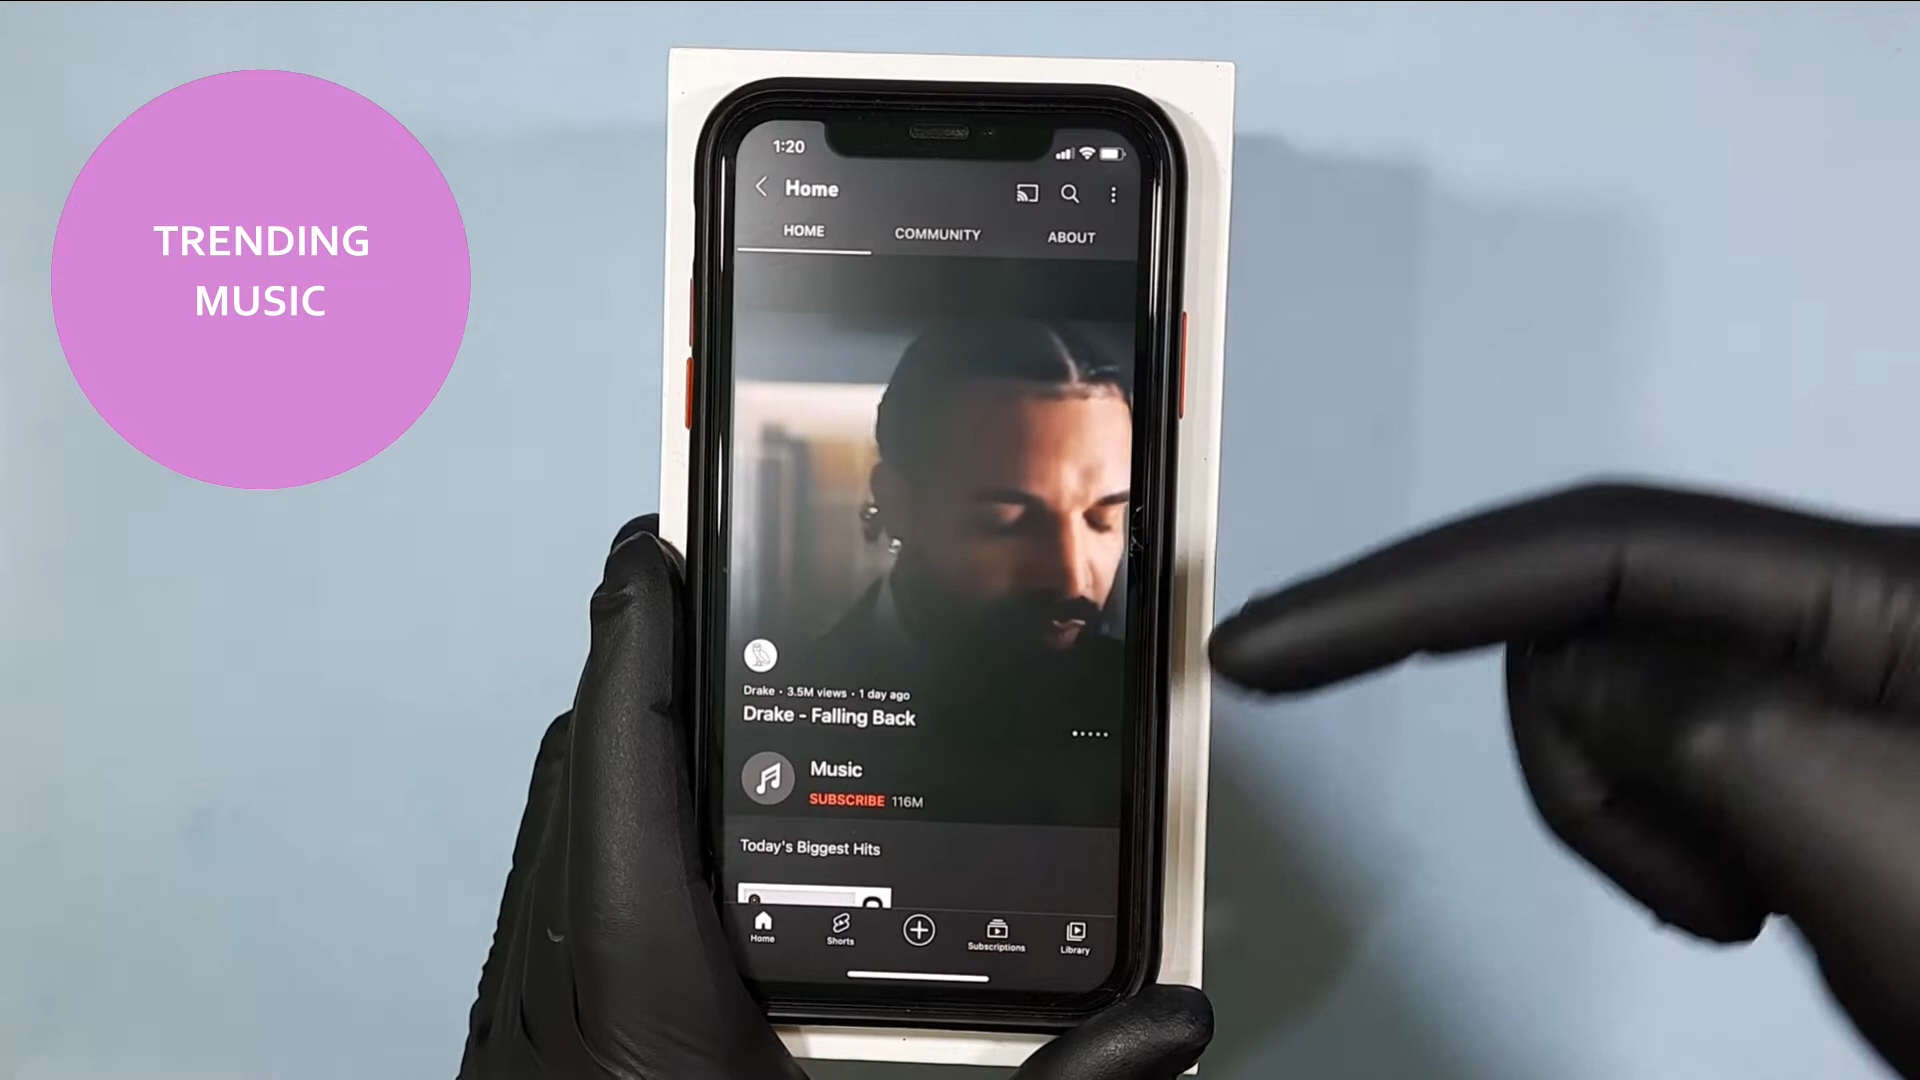 TRENDING
MUSIC
1:20
Home
HOME
COMMUNITY
ABOUT
Drake • 3.5M views • 1 day ago
Drake - Falling Back
Music
SUBSCRIBE 116M
Today's Biggest Hits
Home
Shorts
Subscriptions
Library